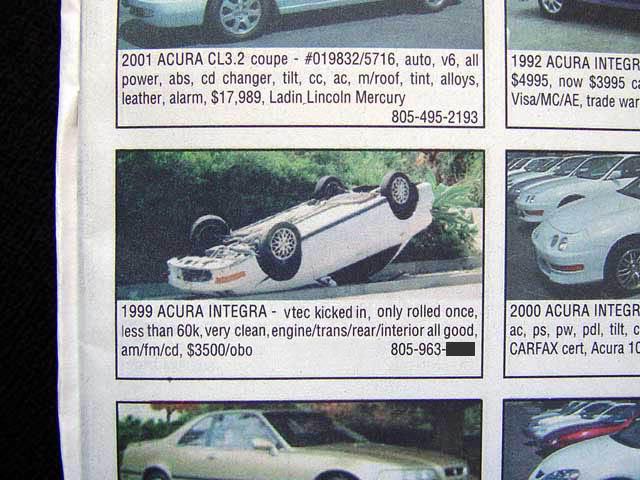 2001 ACURA CL3.2 coupe - #019832/5716, auto, v6, all
power, abs, cd changer, tilt, cc, ac, m/roof, tint, alloys,
leather, alarm, $17,989, Ladin Lincoln Mercury
805-495-2193
1992 ACURA INTEGR
$4995, now $3995 ca
Visa/MC/AE, trade war
1999 ACURA INTEGRA - vtec kicked in, only rolled once,
less than 60k, very clean, engine/trans/rear/interior all good,
am/fm/cd, $3500/obo 805-963-
2000 ACURA INTEGR
ac, ps, pw, pdl, tilt, c
CARFAX cert, Acura 10